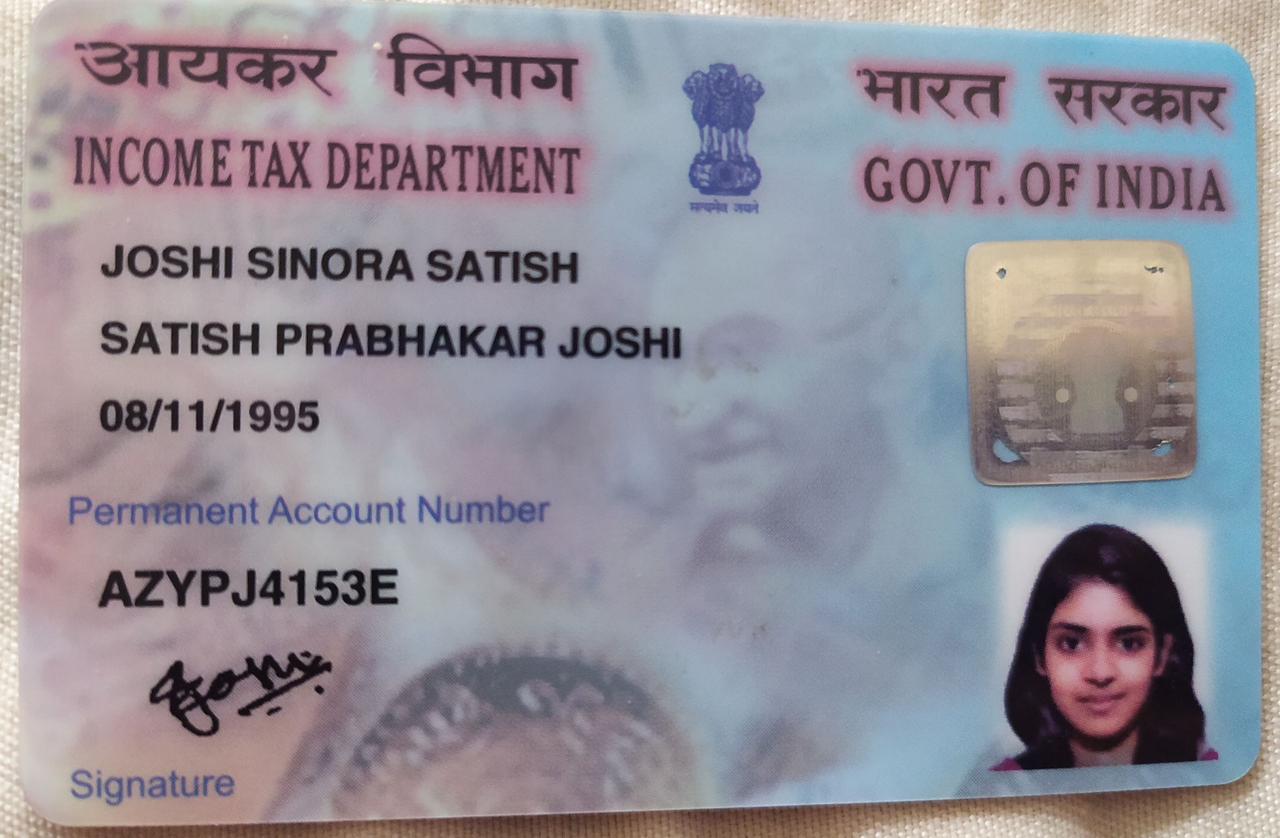 आयकर विभाग
INCOME TAX DEPARTMENT
भारत सरकार
GOVT. OF INDIA
सत्यमेव जयते
JOSHI SINORA SATISH
SATISH PRABHAKAR JOSHI
08/11/1995
Permanent Account Number
AZYPJ4153E
Joshi
Signature